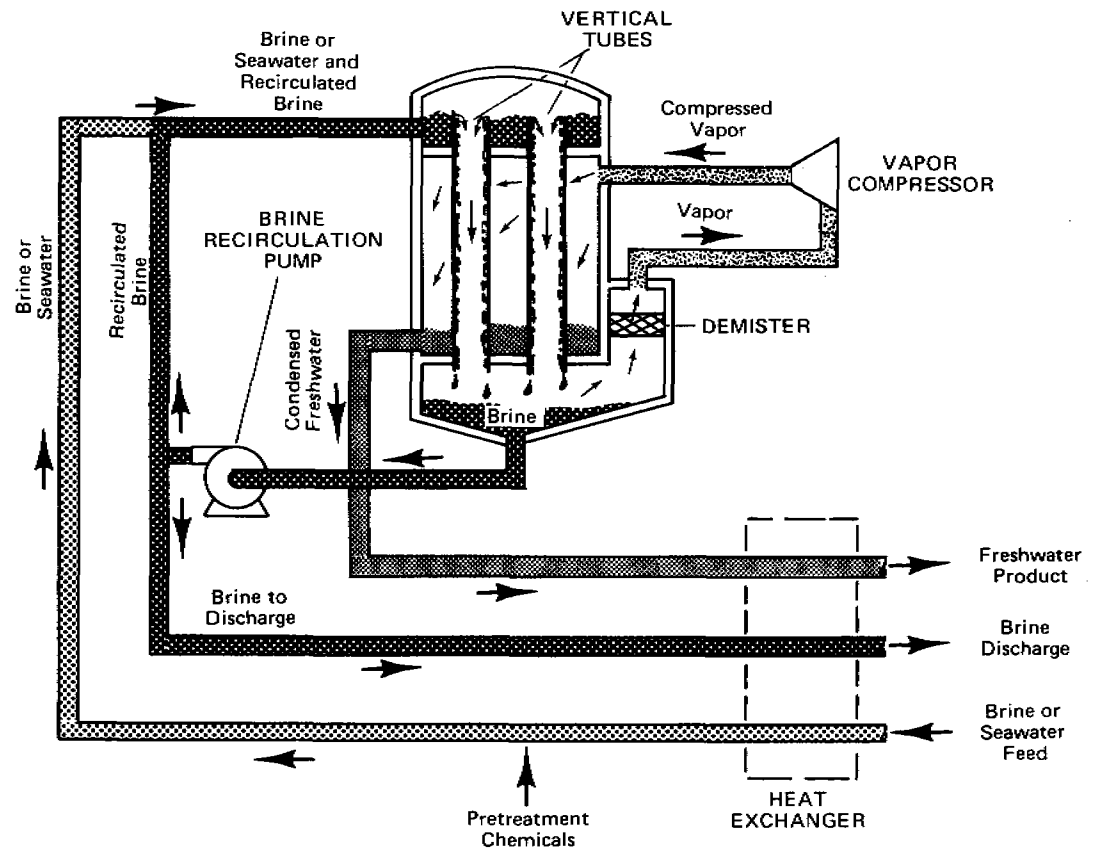 VERTICAL
TUBES
Brine or
Seawater and
Recirculated
Brine
Compressed
Vapor
VAPOR
COMPRESSOR
Vapor
BRINE
RECIRCULATION
PUMP
Brine or
Seawater
Recirculated
Brine
DEMISTER
Condensed
Freshwater
Brine
Freshwater
Product
Brine to
Discharge
Brine
Discharge
Brine or
Seawater
Feed
Pretreatment
Chemicals
HEAT
EXCHANGER